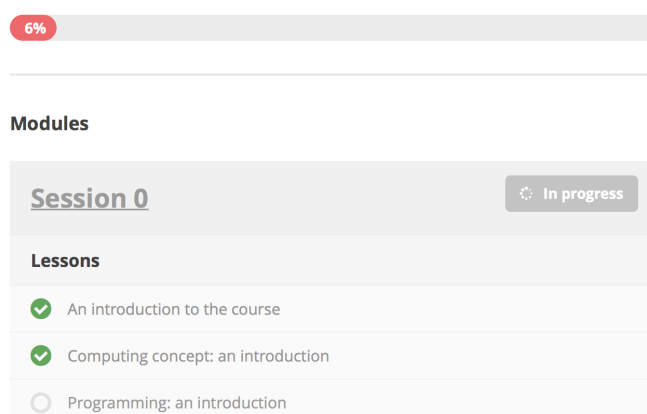 6%
Modules
Session 0
In progress
Lessons
An introduction to the course
Computing concept: an introduction
Programming: an introduction